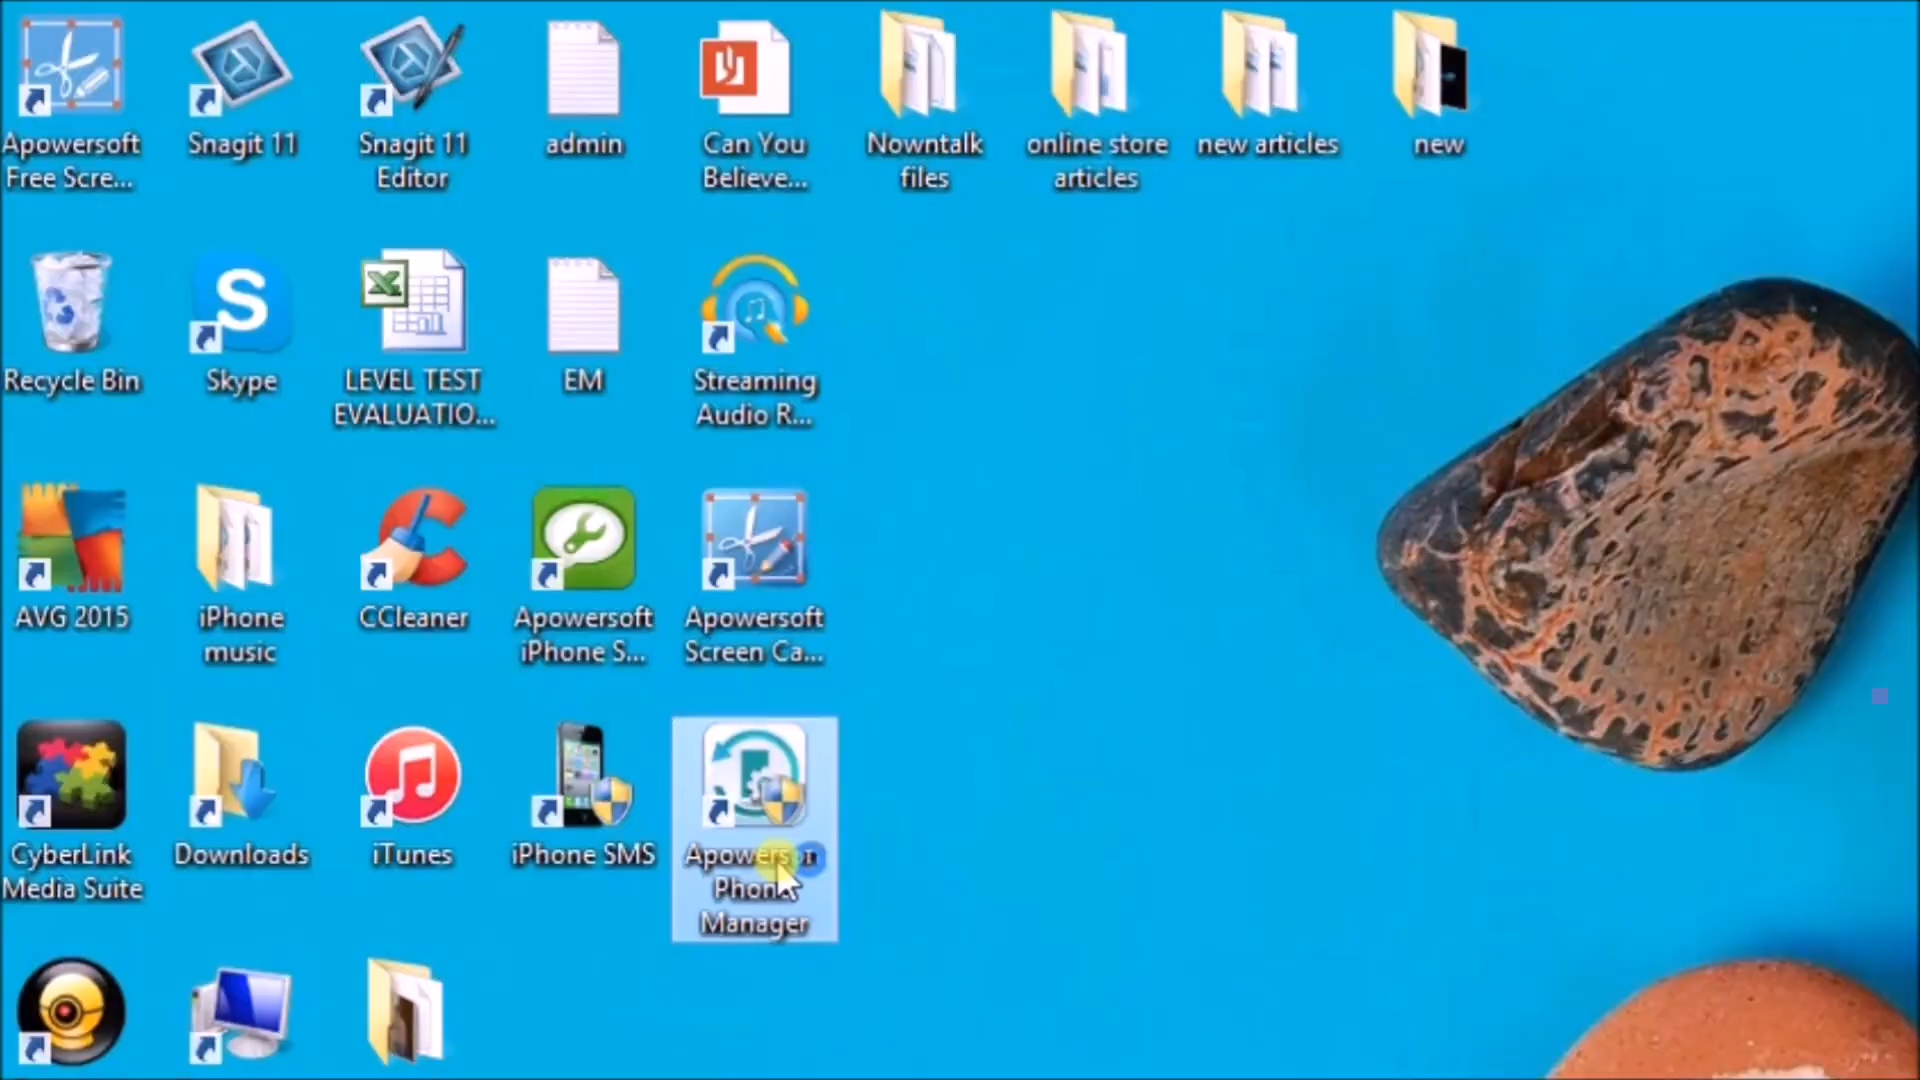 Apowersoft
Free Scre...
Snagit 11
Snagit 11
Editor
admin
Can You
Believe...
Nowntalk
files
online store
articles
new articles
new
Recycle Bin
Skype
LEVEL TEST
EVALUATIO...
EM
Streaming
Audio R...
AVG 2015
iPhone
music
CCleaner
Apowersoft
iPhone S...
Apowersoft
Screen Ca...
CyberLink
Media Suite
Downloads
iTunes
iPhone SMS
Apowersoft
Phone
Manager